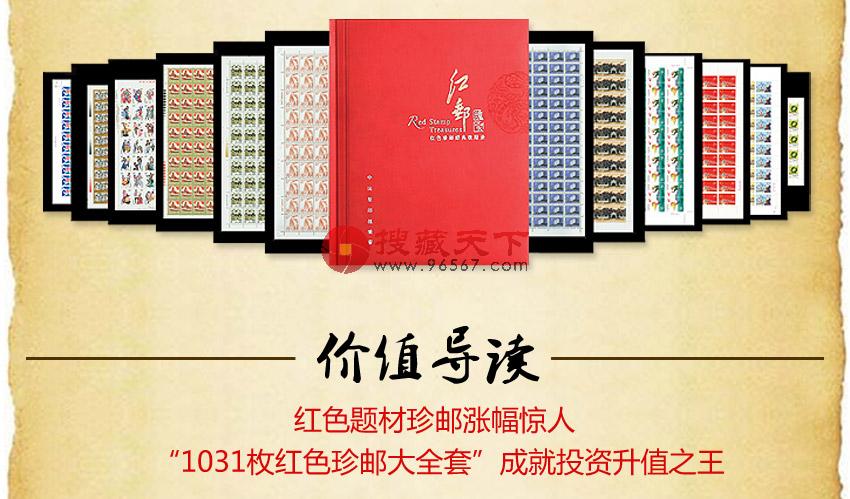 红邮
Red Stamp
Treasures
搜藏天下
www.96567.com
价值导读
红色题材珍邮涨幅惊人
“1031枚红色珍邮大全套”成就投资升值之王